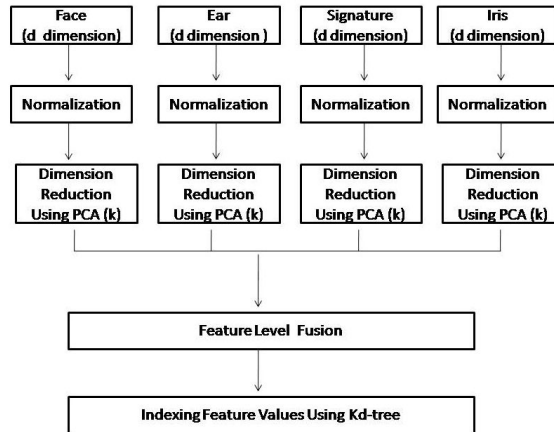 Face
(d dimension)
Ear
(d dimension )
Signature
(d dimension)
Iris
(d dimension)
Normalization
Normalization
Normalization
Normalization
Dimension
Reduction
Using PCA (k)
Dimension
Reduction
Using PCA (k)
Dimension
Reduction
Using PCA (k)
Dimension
Reduction
Using PCA (k)
Feature Level Fusion
Indexing Feature Values Using Kd-tree